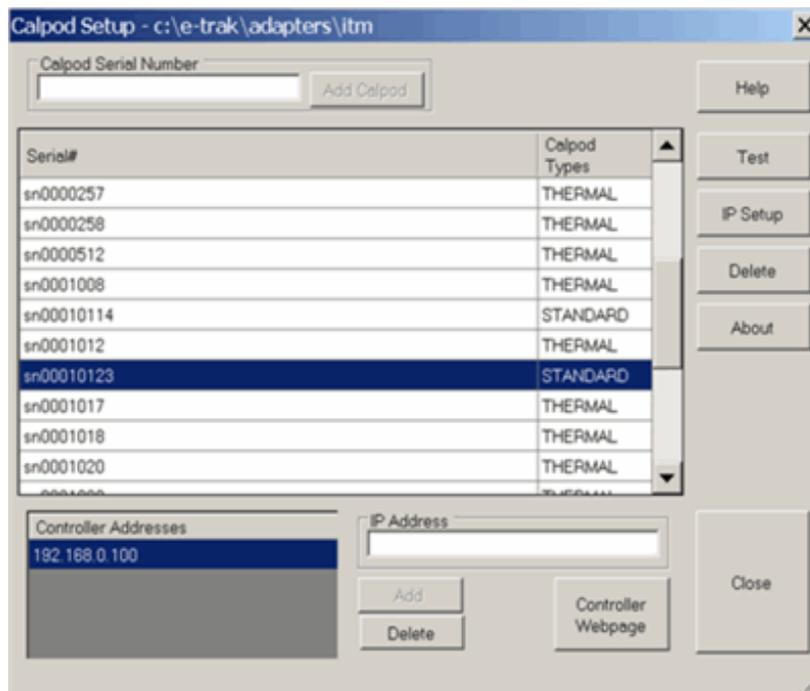 Calpod Setup - c:\e-trak\adapters\itm
Calpod Serial Number
Add Calpod
Help
Serial# Calpod Types
Test
sn0000257 THERMAL
sn0000258 THERMAL
IP Setup
sn0000512 THERMAL
sn0001008 THERMAL
Delete
sn00010114 STANDARD
About
sn0001012 THERMAL
sn00010123 STANDARD
sn0001017 THERMAL
sn0001018 THERMAL
sn0001020 THERMAL
Controller Addresses
192.168.0.100
IP Address
Add
Delete
Controller
Webpage
Close